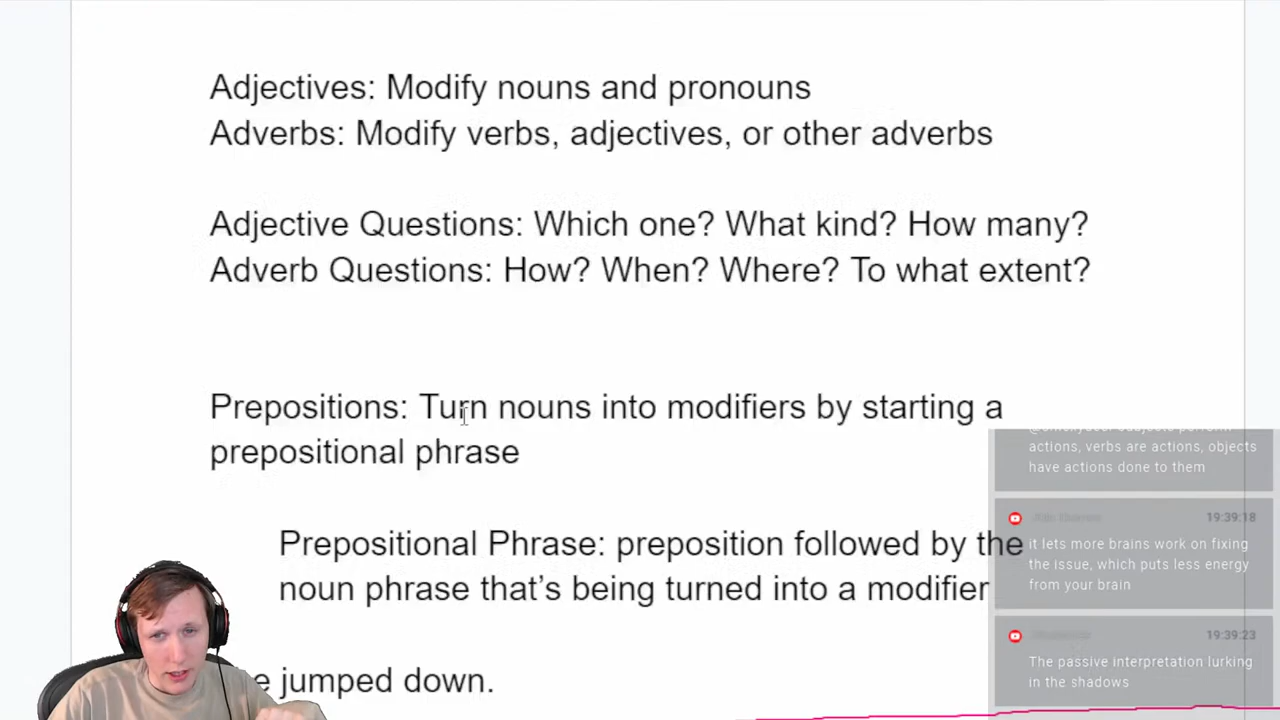 Adjectives: Modify nouns and pronouns
Adverbs: Modify verbs, adjectives, or other adverbs
Adjective Questions: Which one? What kind? How many?
Adverb Questions: How? When? Where? To what extent?
Prepositions: Turn nouns into modifiers by starting a
prepositional phrase
Prepositional Phrase: preposition followed by the
noun phrase that's being turned into a modifier
jumped down.
actions, verbs are actions, objects
have actions done to them
19:39:18
it lets more brains work on fixing
the issue, which puts less energy
from your brain
19:39:23
The passive interpretation lurking
in the shadows